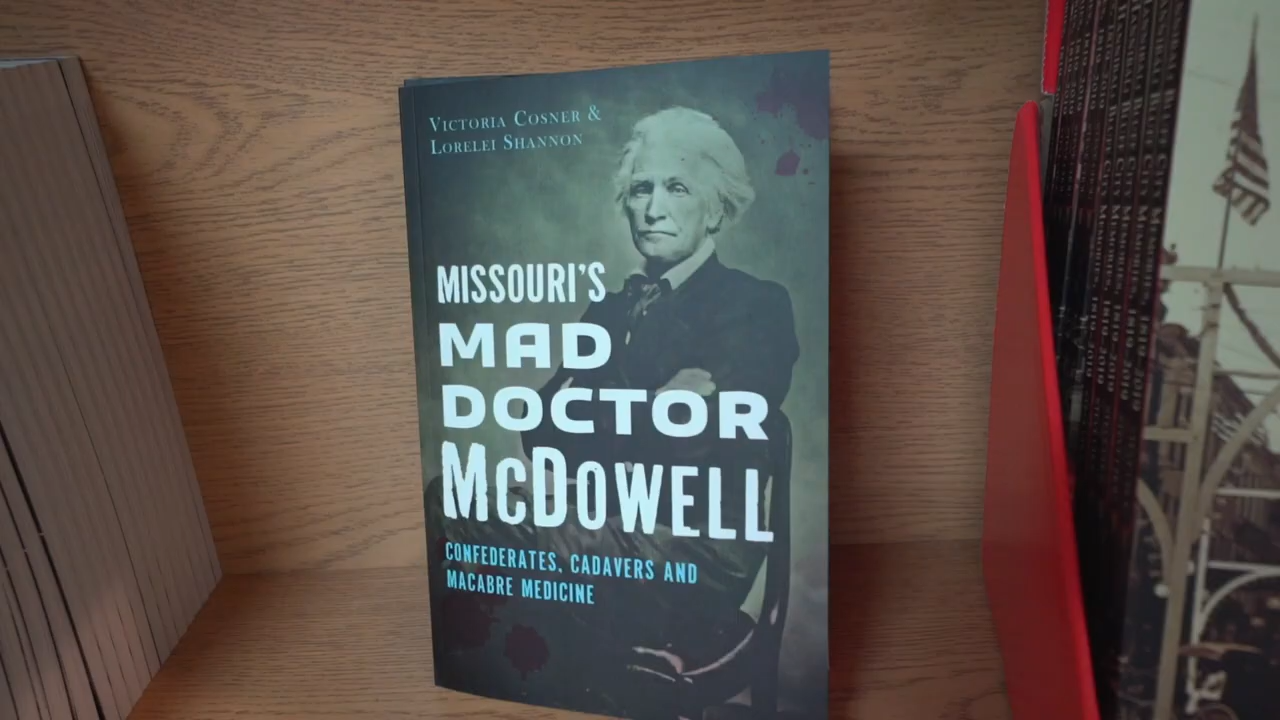 VICTORIA COSNER &
LORELEI SHANNON
MISSOURI'S
MAD
DOCTOR
MCDOWELL
CONFEDERATES, CADAVERS AND
MACABRE MEDICINE